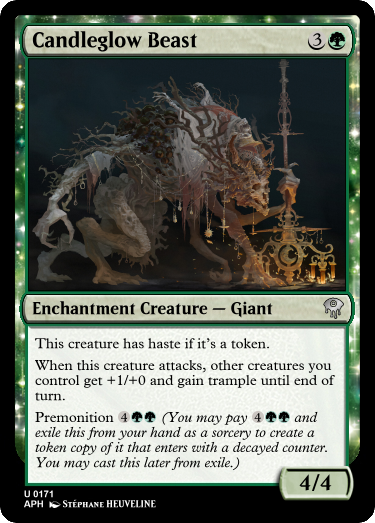 Candleglow Beast 3
Enchantment Creature — Giant
This creature has haste if it's a token.
When this creature attacks, other creatures you
control get +1/+0 and gain trample until end of
turn.
Premonition 4 (You may pay 4 and
exile this from your hand as a sorcery to create a
token copy of it that enters with a decayed counter.
You may cast this later from exile.)
4/4
U 0171
APH Stéphane HEUVELINE